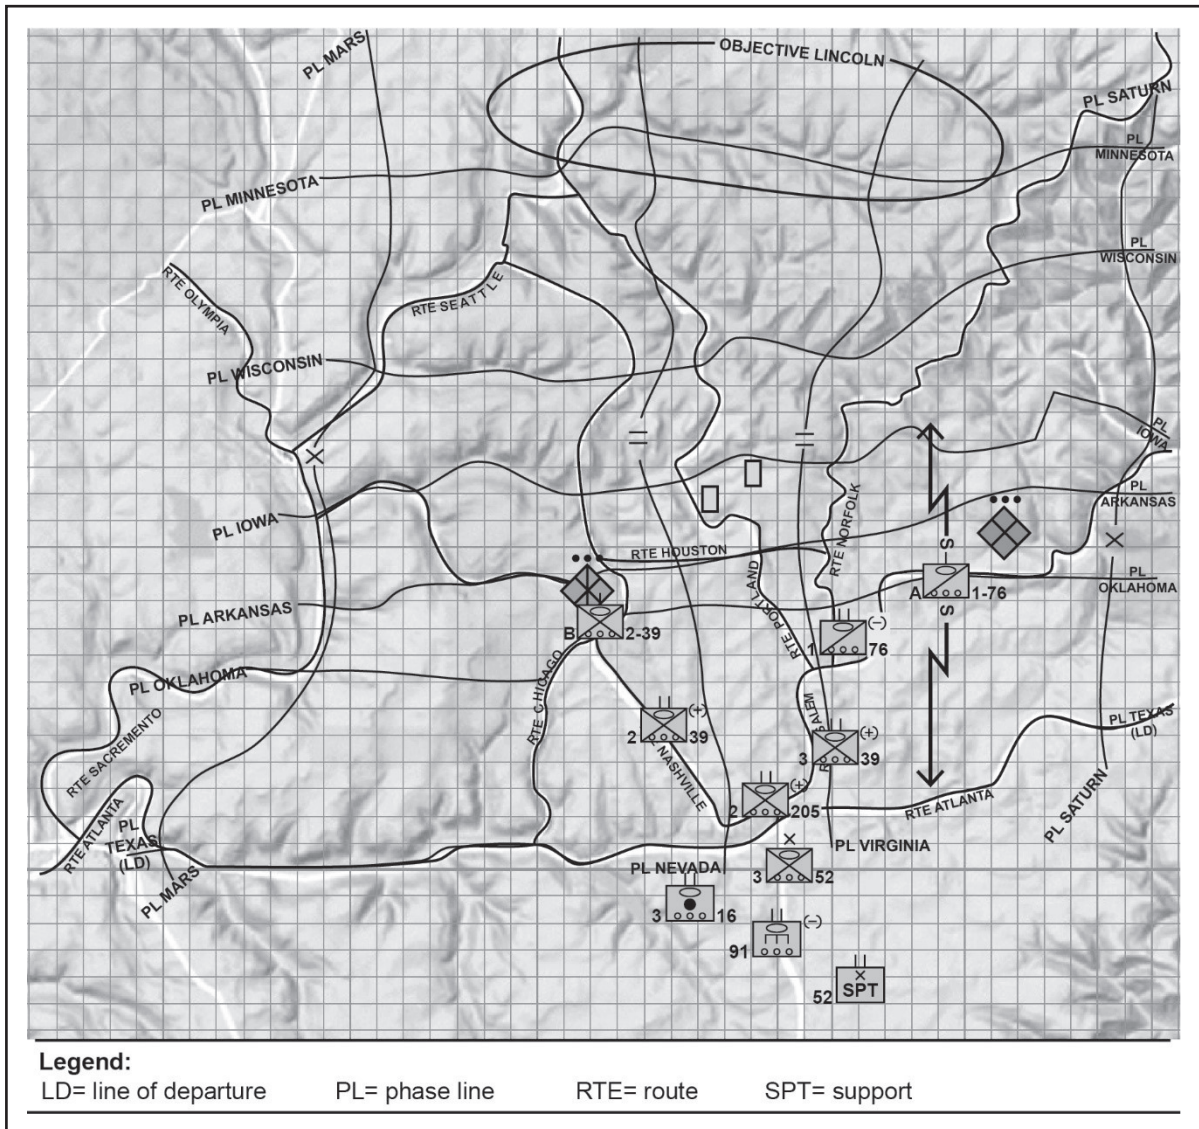 PL MARS
OBJECTIVE LINCOLN
PL SATURN
PL
MINNESOTA
PL MINNESOTA
PL
WISCONSIN
RTE OLYMPIA
RTE SEATTLE
PL WISCONSIN
PL
IOWA
PL
ARKANSAS
PL IOWA
RTE NORFOLK
S
RTE HOUSTON
RTE PORTLAND
A
1-76
PL
OKLAHOMA
PL ARKANSAS
B
2-39
S
1
76
(-)
PL OKLAHOMA
RTE CHICAGO
RTE SACREMENTO
2
39
(+)
NASHVILLE
SALEM
3
39
(+)
PL TEXAS
(LD)
2
205
(+)
RTE ATLANTA
PL SATURN
RTE ATLANTA
PL
TEXAS
(LD)
PL MARS
PL VIRGINIA
PL NEVADA
3
52
3
16
91
(-)
52
SPT
Legend:
LD= line of departure PL= phase line RTE= route SPT= support